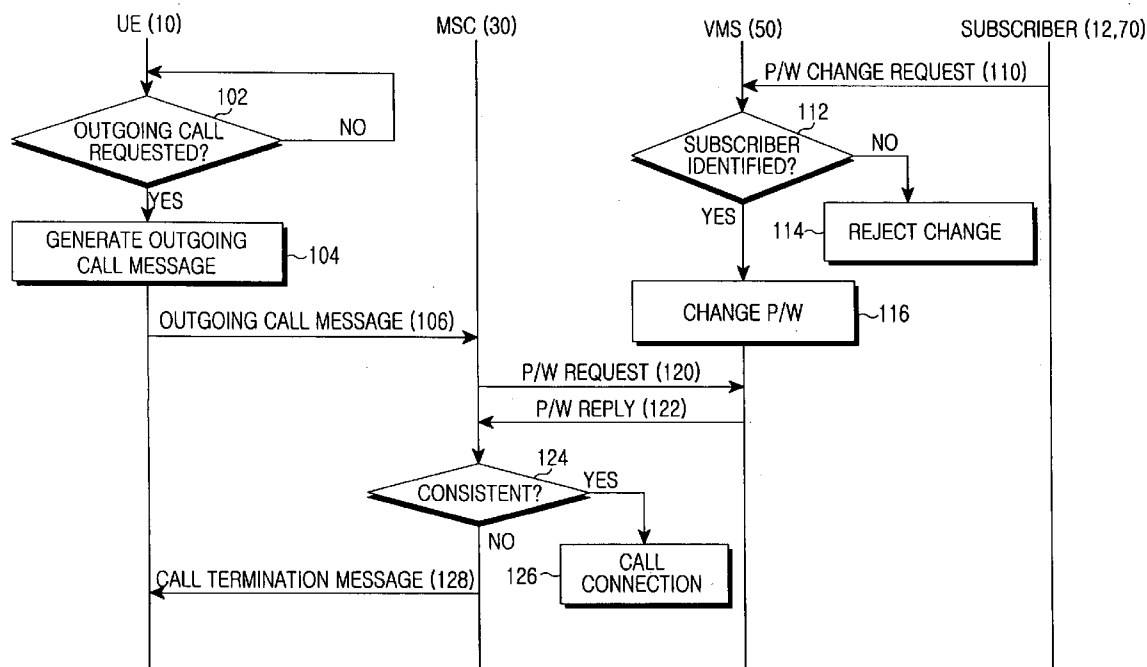 UE (10)
MSC (30)
VMS (50)
SUBSCRIBER (12,70)
P/W CHANGE REQUEST (110)
102
OUTGOING CALL
REQUESTED?
NO
YES
112
SUBSCRIBER
IDENTIFIED?
NO
YES
GENERATE OUTGOING
CALL MESSAGE
104
114
REJECT CHANGE
CHANGE P/W
116
OUTGOING CALL MESSAGE (106)
P/W REQUEST (120)
P/W REPLY (122)
124
CONSISTENT?
YES
NO
126
CALL
CONNECTION
CALL TERMINATION MESSAGE (128)